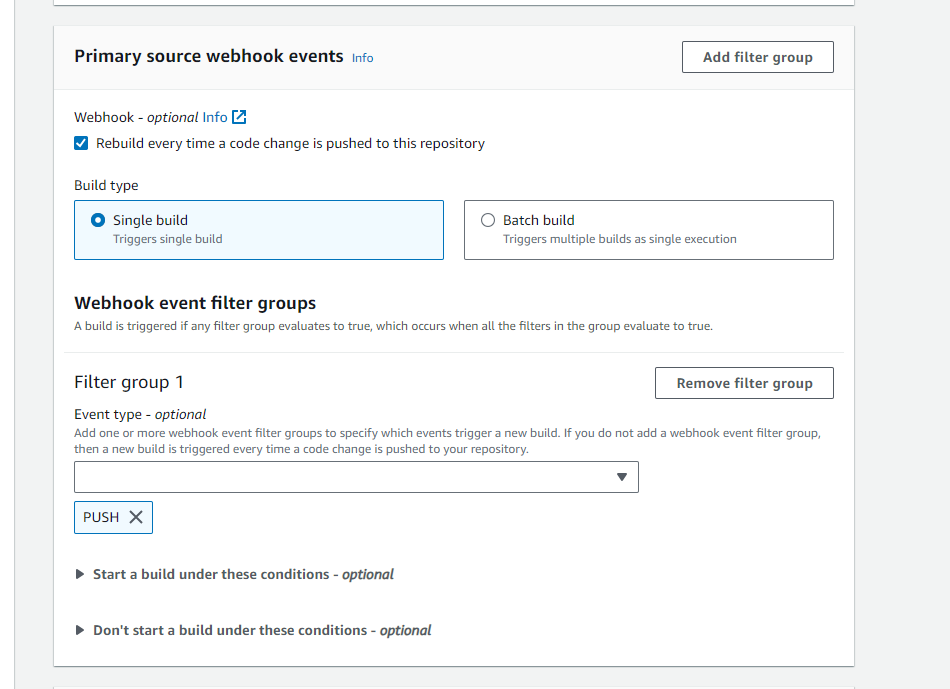 Primary source webhook events Info
Add filter group
Webhook - optional Info
Rebuild every time a code change is pushed to this repository
Build type
Single build
Triggers single build
Batch build
Triggers multiple builds as single execution
Webhook event filter groups
A build is triggered if any filter group evaluates to true, which occurs when all the filters in the group evaluate to true.
Filter group 1
Remove filter group
Event type - optional
Add one or more webhook event filter groups to specify which events trigger a new build. If you do not add a webhook event filter group,
then a new build is triggered every time a code change is pushed to your repository.
PUSH
Start a build under these conditions - optional
Don't start a build under these conditions - optional